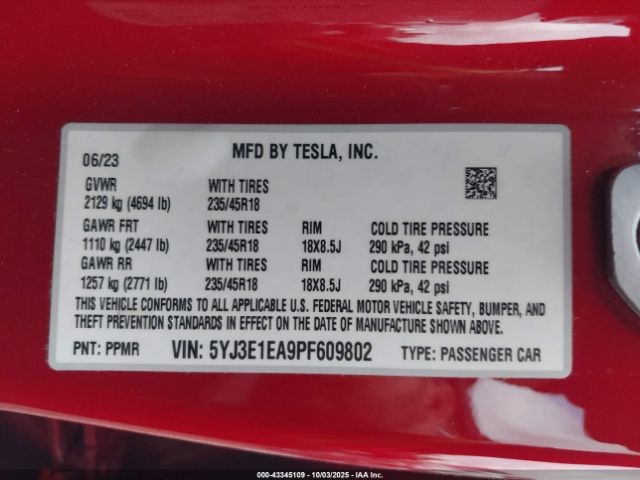 06/23 MFD BY TESLA, INC.
GVWR WITH TIRES
2129 kg (4694 lb) 235/45R18
GAWR FRT WITH TIRES RIM COLD TIRE PRESSURE
1110 kg (2447 lb) 235/45R18 18X8.5J 290 kPa, 42 psi
GAWR RR WITH TIRES RIM COLD TIRE PRESSURE
1257 kg (2771 lb) 235/45R18 18X8.5J 290 kPa, 42 psi
THIS VEHICLE CONFORMS TO ALL APPLICABLE U.S. FEDERAL MOTOR VEHICLE SAFETY, BUMPER, AND
THEFT PREVENTION STANDARDS IN EFFECT ON THE DATE OF MANUFACTURE SHOWN ABOVE.
PNT: PPMR VIN: 5YJ3E1EA9PF609802 TYPE: PASSENGER CAR
000-43345109 - 10/03/2025 - IAA Inc.